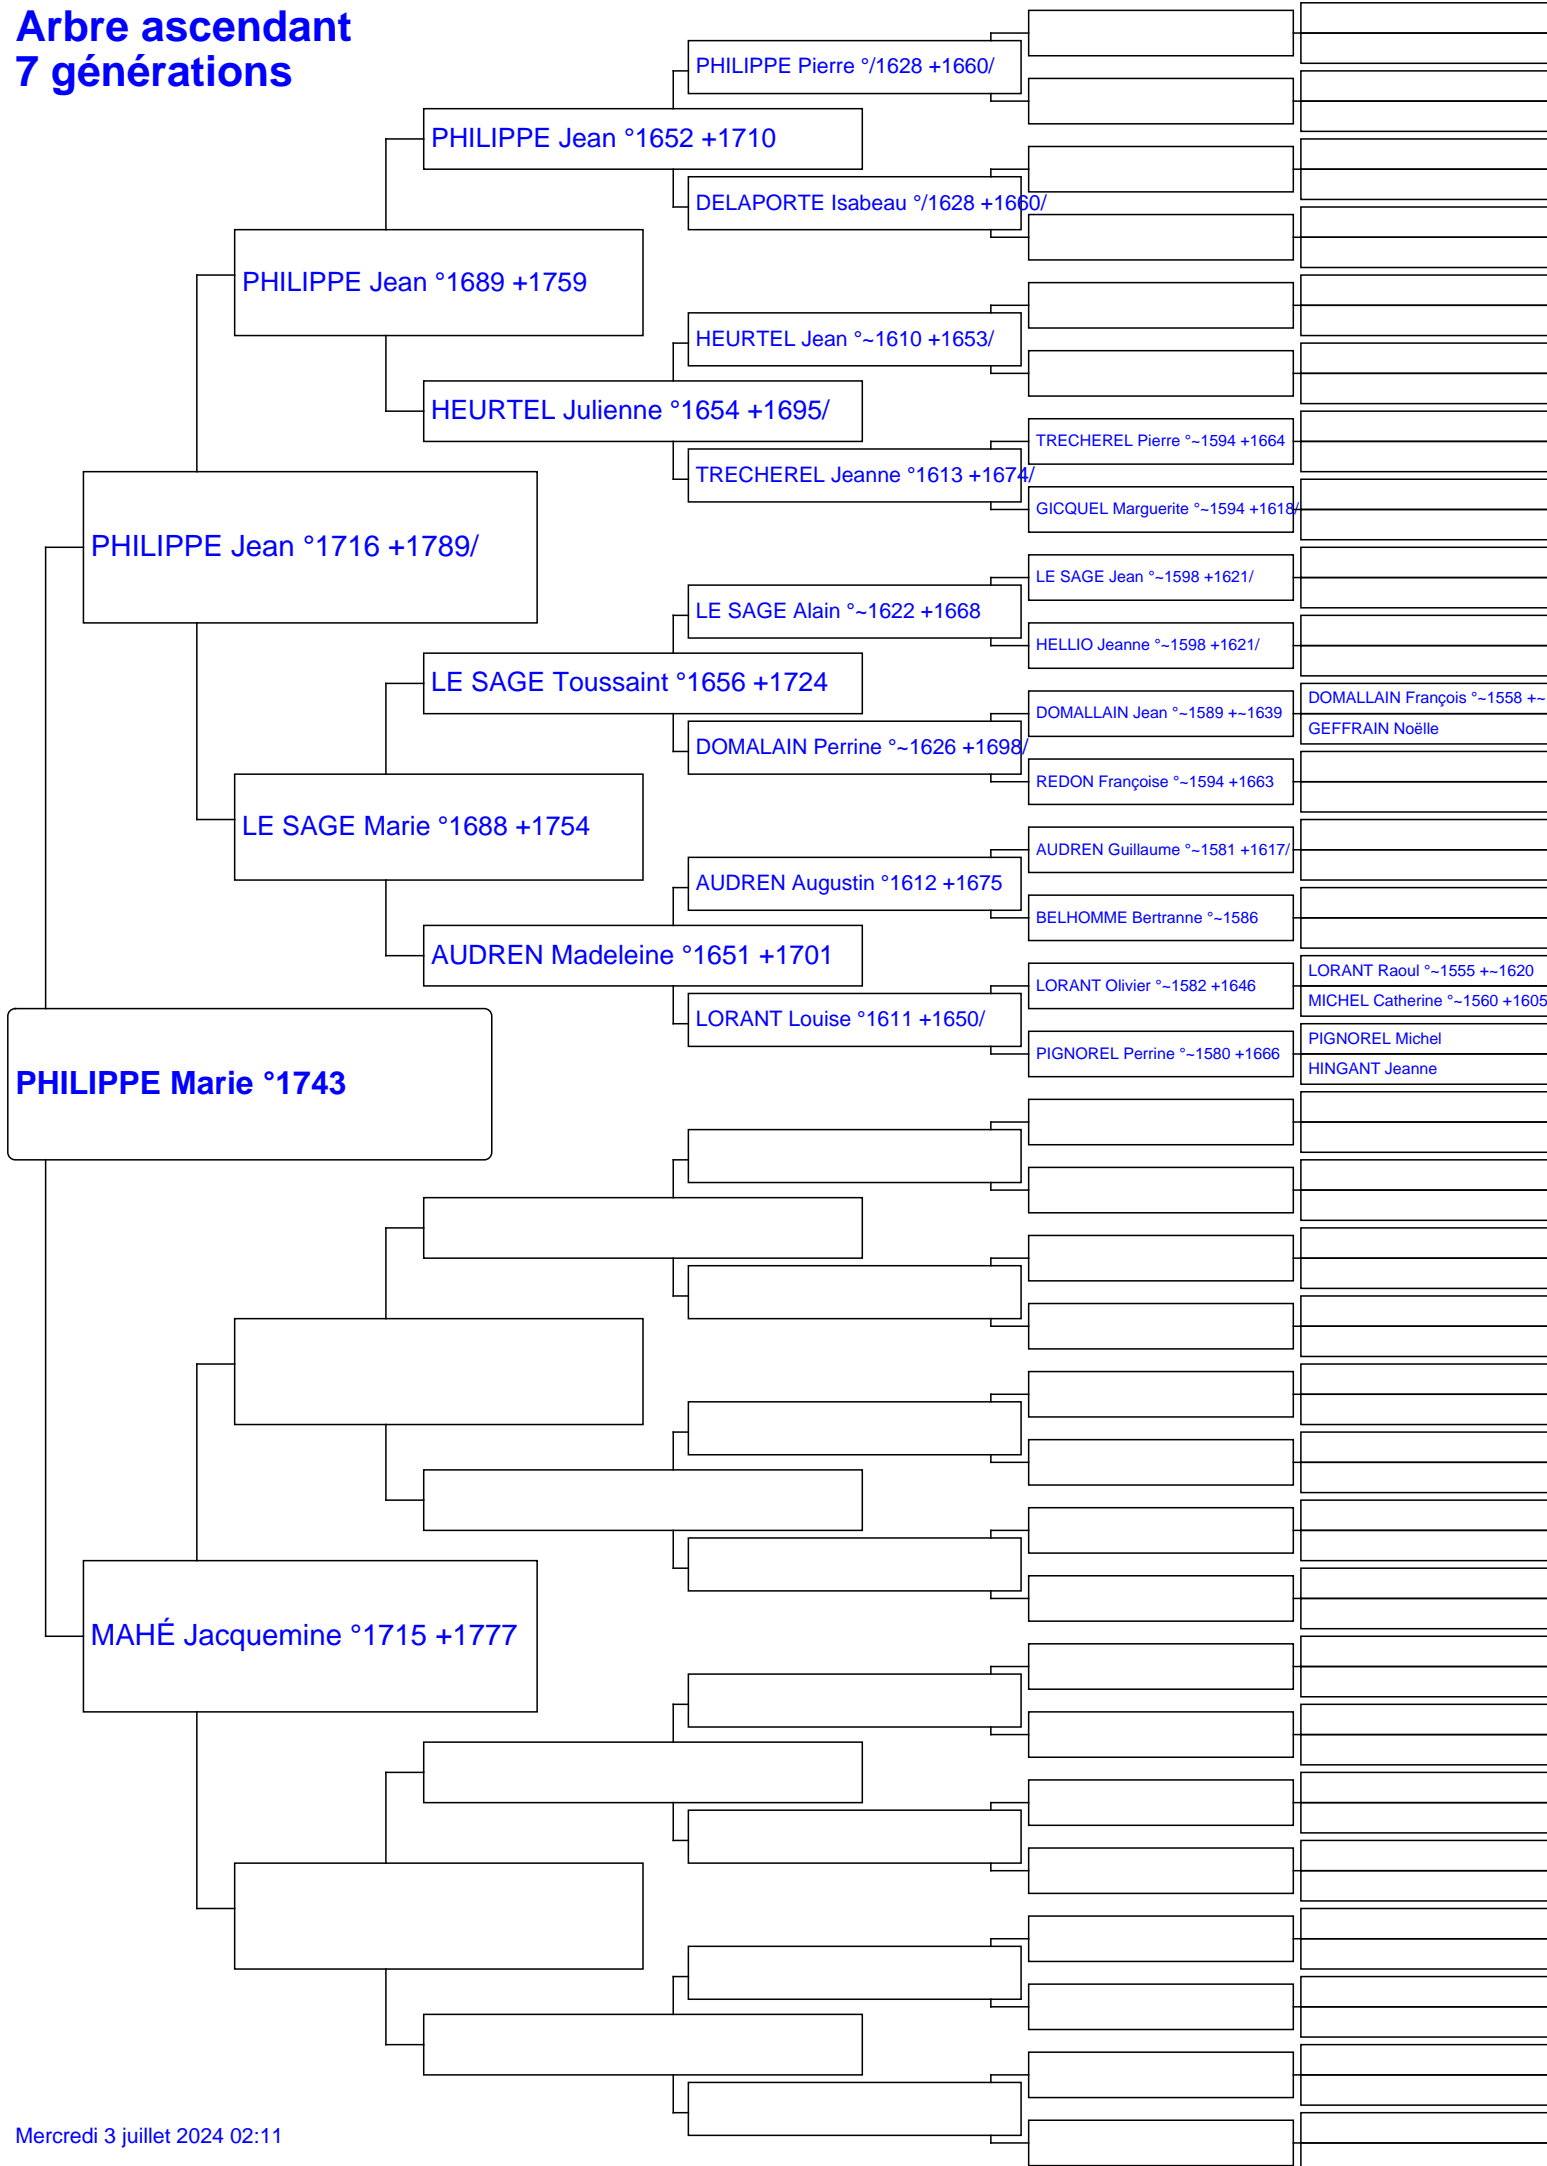 Arbre ascendant
7 générations
PHILIPPE Pierre °/1628 +1660/
PHILIPPE Jean °1652 +1710
DELAPORTE Isabeau °/1628 +1660/
PHILIPPE Jean °1689 +1759
HEURTEL Jean °~1610 +1653/
HEURTEL Julienne °1654 +1695/
TRECHEREL Pierre °~1594 +1664
TRECHEREL Jeanne °1613 +1674/
GICQUEL Marguerite °~1594 +1618/
PHILIPPE Jean °1716 +1789/
LE SAGE Jean °~1598 +1621/
LE SAGE Alain °~1622 +1668
HELLIO Jeanne °~1598 +1621/
LE SAGE Toussaint °1656 +1724
DOMALLAIN François °~1558 +~
DOMALLAIN Jean °~1589 +~1639
GEFFRAIN Noëlle
DOMALAIN Perrine °~1626 +1698/
REDON Françoise °~1594 +1663
LE SAGE Marie °1688 +1754
AUDREN Guillaume °~1581 +1617/
AUDREN Augustin °1612 +1675
BELHOMME Bertranne °~1586
AUDREN Madeleine °1651 +1701
LORANT Raoul °~1555 +~1620
LORANT Olivier °~1582 +1646
MICHEL Catherine °~1560 +1605
LORANT Louise °1611 +1650/
PIGNOREL Michel
PIGNOREL Perrine °~1580 +1666
HINGANT Jeanne
PHILIPPE Marie °1743
MAHÉ Jacquemine °1715 +1777
Mercredi 3 juillet 2024 02:11